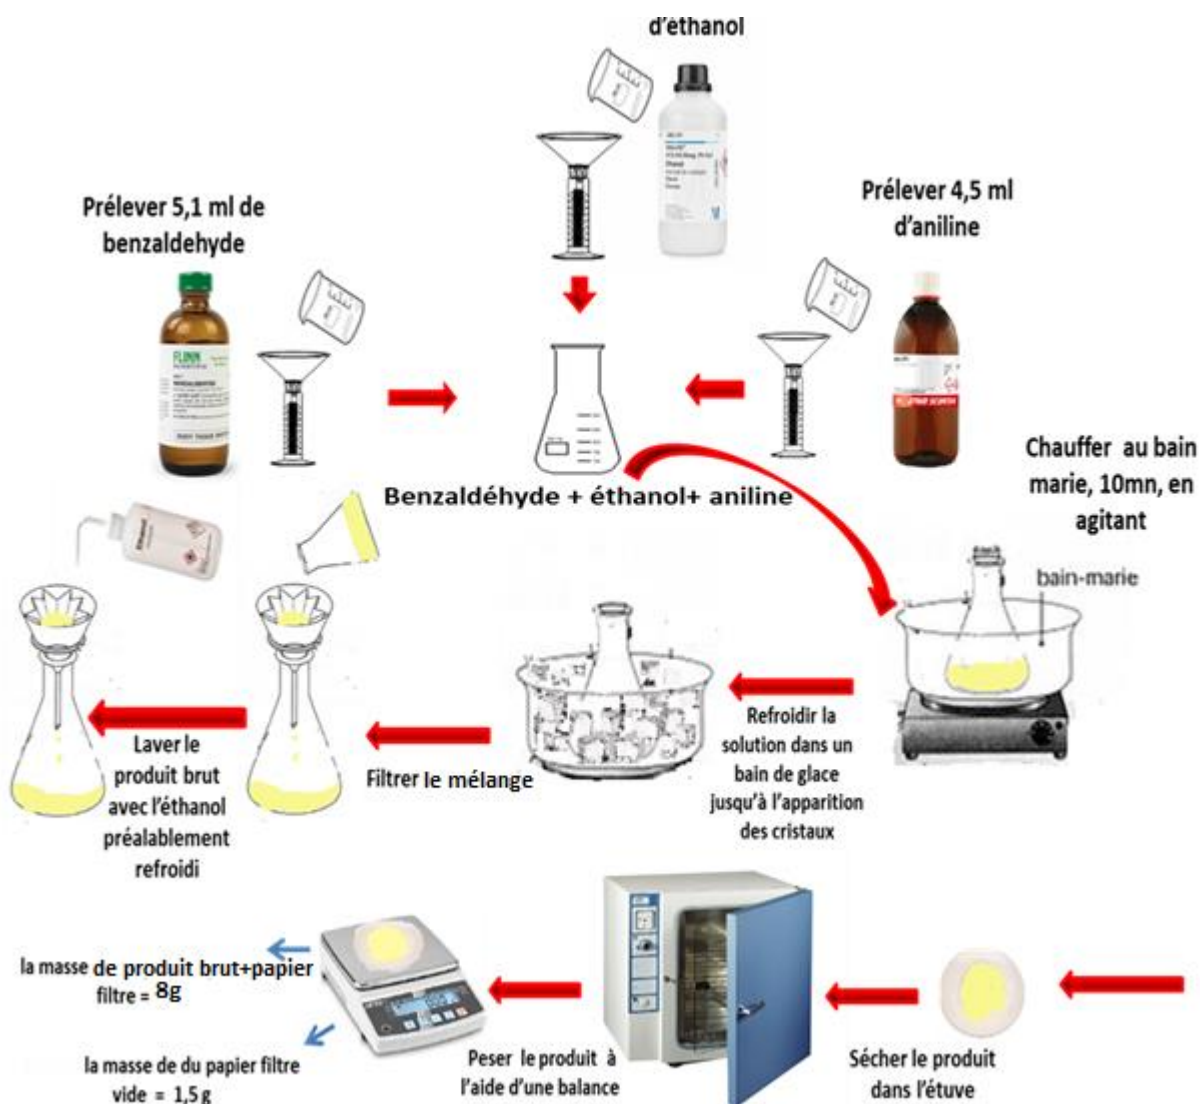 d'éthanol
Prélever 5,1 ml de
benzaldehyde
Prélever 4,5 ml
d'aniline
FLINN
Benzaldéhyde + éthanol+ aniline
Chauffer au bain
marie, 10mn, en
agitant
bain-marie
Ethanol
Refroidir la
solution dans un
bain de glace
jusqu'à l'apparition
des cristaux
Filtrer le mélange
Laver le
produit brut
avec l'éthanol
préalablement
refroidi
la masse de produit brut+papier
filtre = 8g
la masse de du papier filtre
vide = 1,5 g
Peser le produit à
l'aide d'une balance
Sécher le produit
dans l'étuve